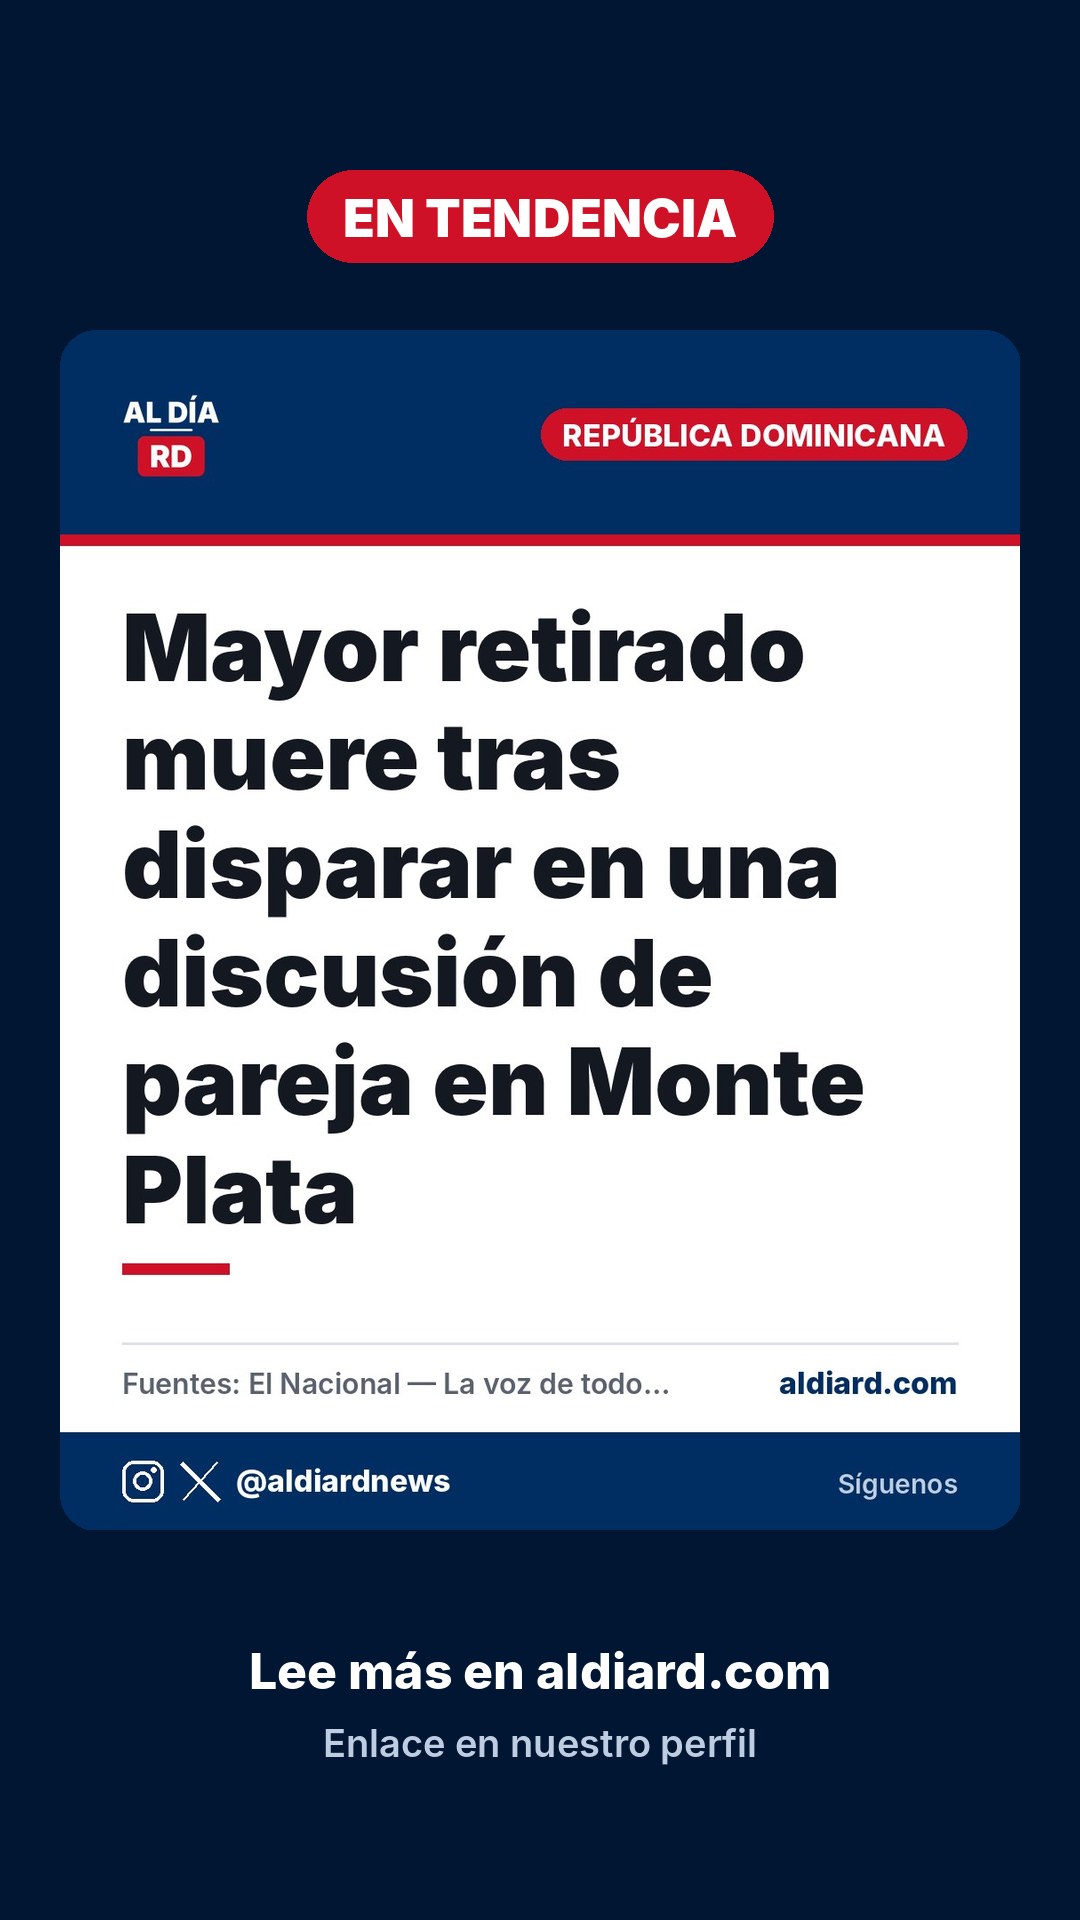 EN TENDENCIA
AL DÍA
RD
REPÚBLICA DOMINICANA
Mayor retirado
muere tras
disparar en una
discusión de
pareja en Monte
Plata
Fuentes: El Nacional — La voz de todo...
aldiard.com
@aldiardnews
Síguenos
Lee más en aldiard.com
Enlace en nuestro perfil